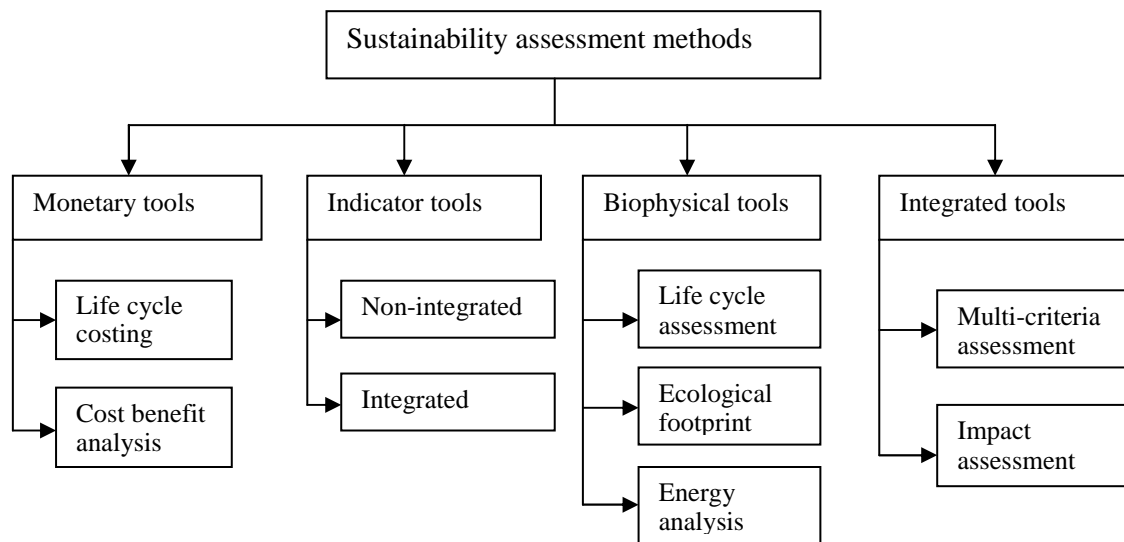 Sustainability assessment methods
Monetary tools
Indicator tools
Biophysical tools
Integrated tools
Life cycle
costing
Cost benefit
analysis
Non-integrated
Integrated
Life cycle
assessment
Ecological
footprint
Energy
analysis
Multi-criteria
assessment
Impact
assessment